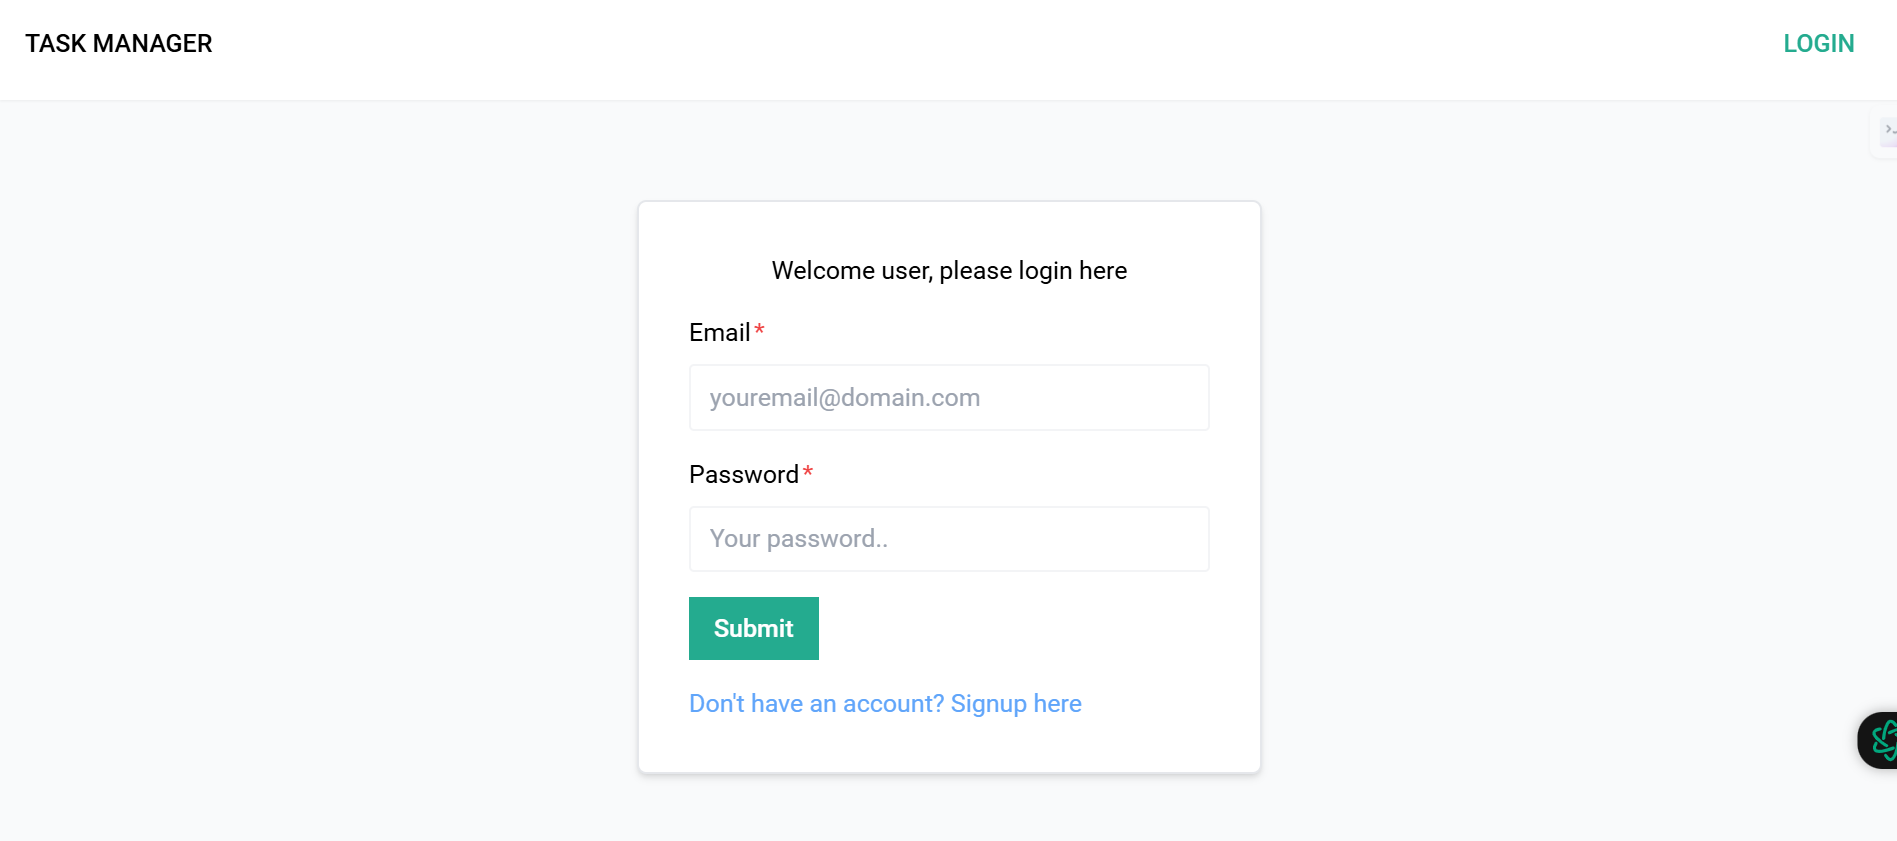 TASK MANAGER
LOGIN
Welcome user, please login here
Email *
youremail@domain.com
Password *
Your password..
Submit
Don't have an account? Signup here